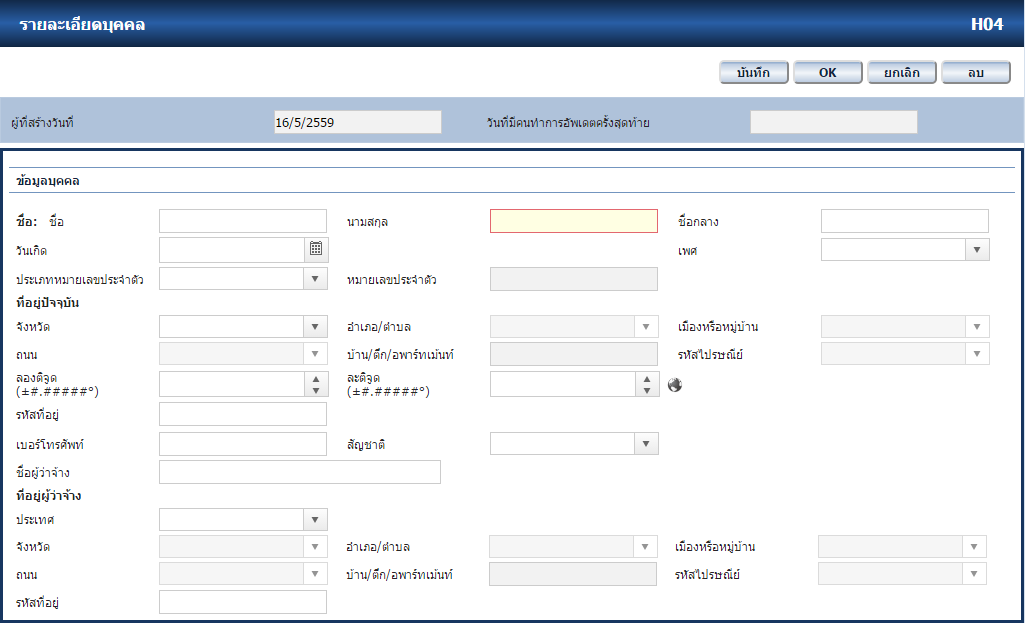 รายละเอียดบุคคล H04
บันทึก OK ยกเลิก ลบ
ผู้ที่สร้างวันที่ 16/5/2559 วันที่มีคนทำการอัพเดตครั้งสุดท้าย
ข้อมูลบุคคล
ชื่อ: ชื่อ นามสกุล ชื่อกลาง
วันเกิด เพศ
ประเภทหมายเลขประจำตัว หมายเลขประจำตัว
ที่อยู่ปัจจุบัน
จังหวัด อำเภอ/ตำบล เมืองหรือหมู่บ้าน
ถนน บ้าน/ตึก/อพาร์ทเม้นท์ รหัสไปรษณีย์
ลองติจูด ละติจูด
(±#.#####°) (±#.#####°)
รหัสที่อยู่
เบอร์โทรศัพท์ สัญชาติ
ชื่อผู้ว่าจ้าง
ที่อยู่ผู้ว่าจ้าง
ประเทศ
จังหวัด อำเภอ/ตำบล เมืองหรือหมู่บ้าน
ถนน บ้าน/ตึก/อพาร์ทเม้นท์ รหัสไปรษณีย์
รหัสที่อยู่